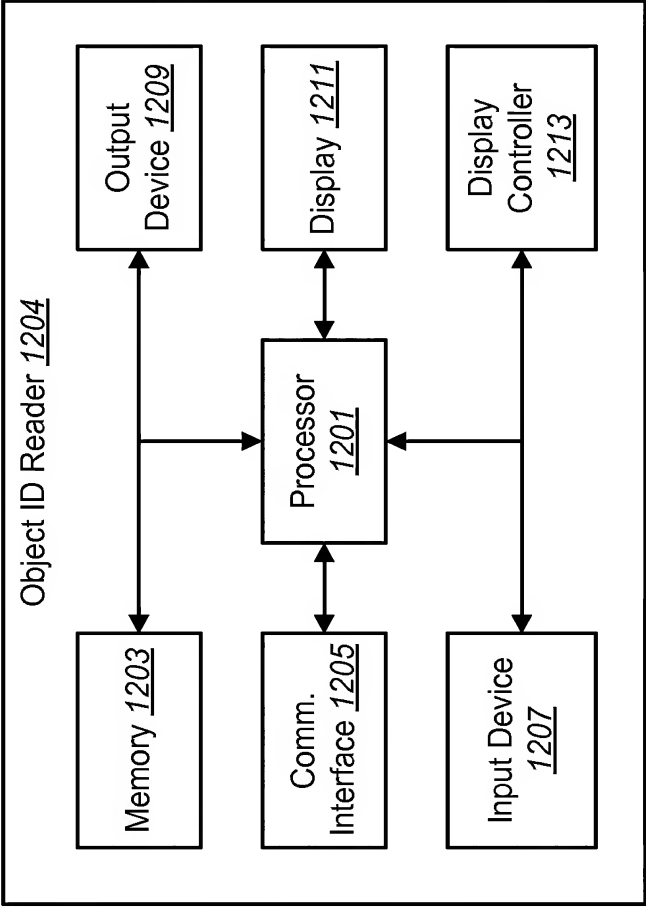 Object ID Reader 1204
Memory 1203
Output
Device 1209
Comm.
Interface 1205
Processor
1201
Display 1211
Input Device
1207
Display
Controller
1213